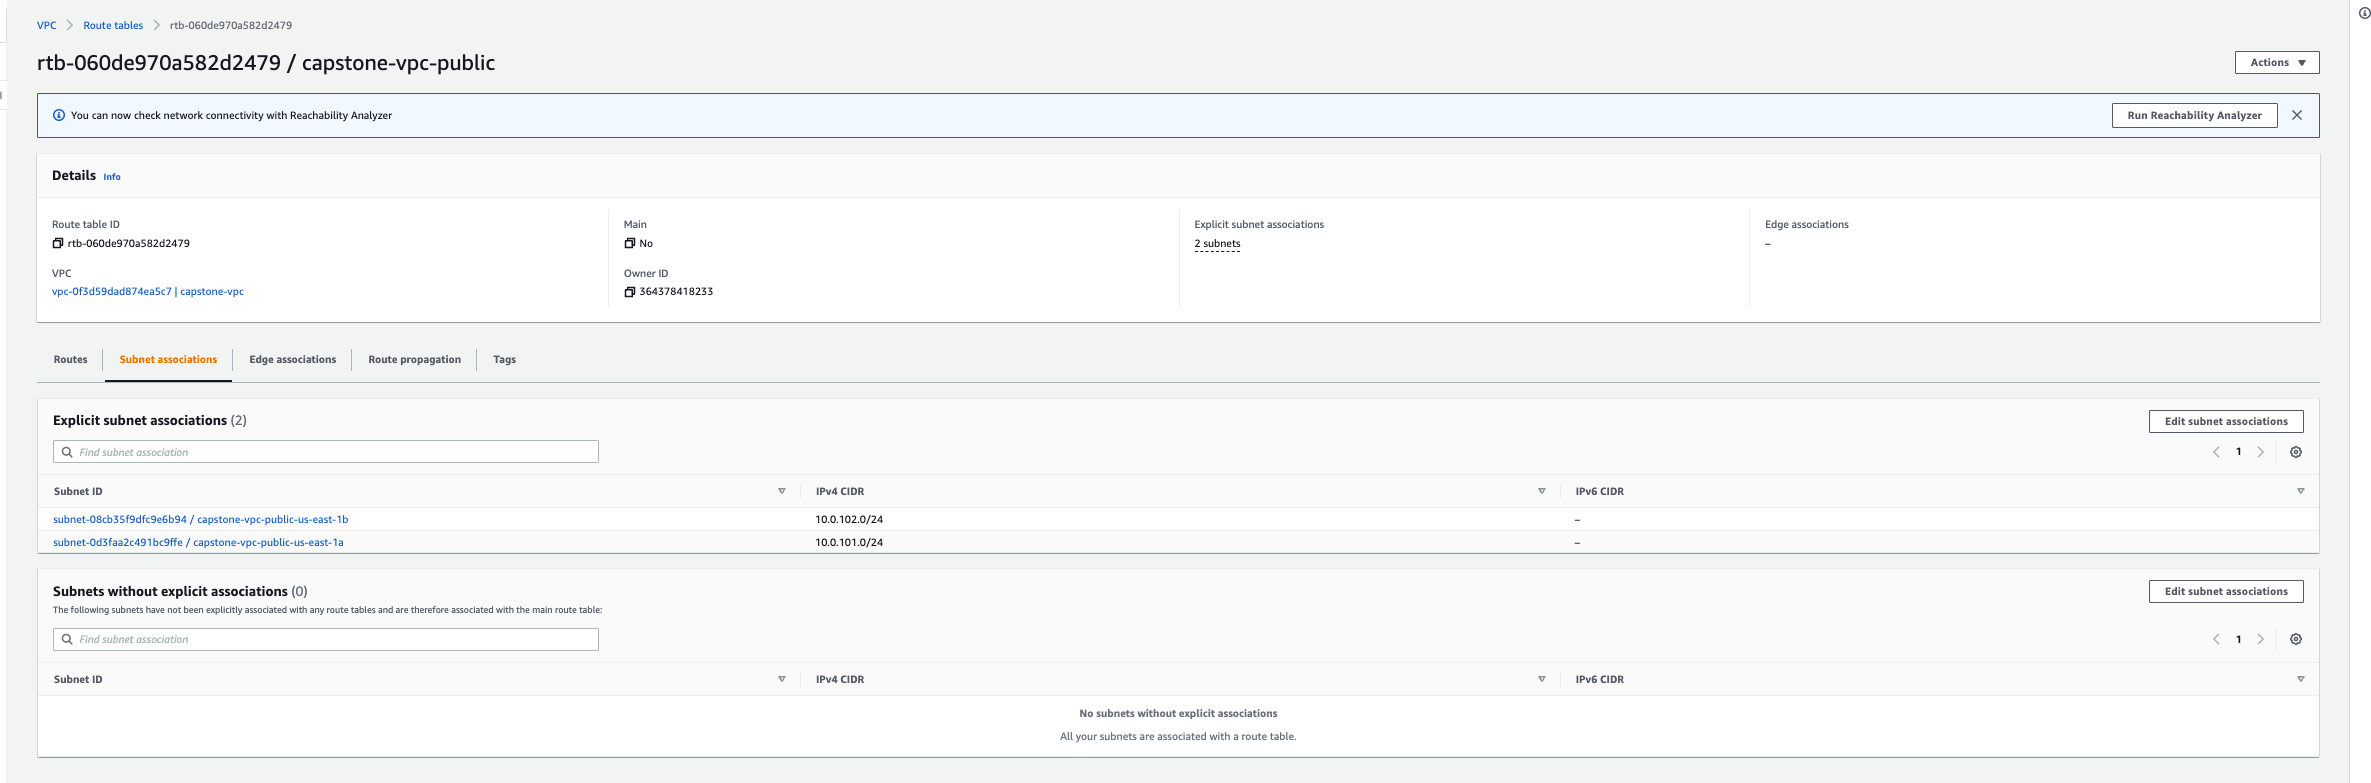 VPC > Route tables > rtb-060de970a582d2479
rtb-060de970a582d2479 / capstone-vpc-public
Actions
You can now check network connectivity with Reachability Analyzer
Run Reachability Analyzer
Details Info
Route table ID
rtb-060de970a582d2479
Main
No
Explicit subnet associations
2 subnets
Edge associations
–
VPC
vpc-0f3d59dad874ea5c7 | capstone-vpc
Owner ID
364378418233
Routes
Subnet associations
Edge associations
Route propagation
Tags
Explicit subnet associations (2)
Edit subnet associations
Find subnet association
1
Subnet ID
IPv4 CIDR
IPv6 CIDR
subnet-08cb35f9dfc9e6b94 / capstone-vpc-public-us-east-1b
10.0.102.0/24
–
subnet-0d3faa2c491bc9ffe / capstone-vpc-public-us-east-1a
10.0.101.0/24
–
Subnets without explicit associations (0)
Edit subnet associations
The following subnets have not been explicitly associated with any route tables and are therefore associated with the main route table:
Find subnet association
1
Subnet ID
IPv4 CIDR
IPv6 CIDR
No subnets without explicit associations
All your subnets are associated with a route table.